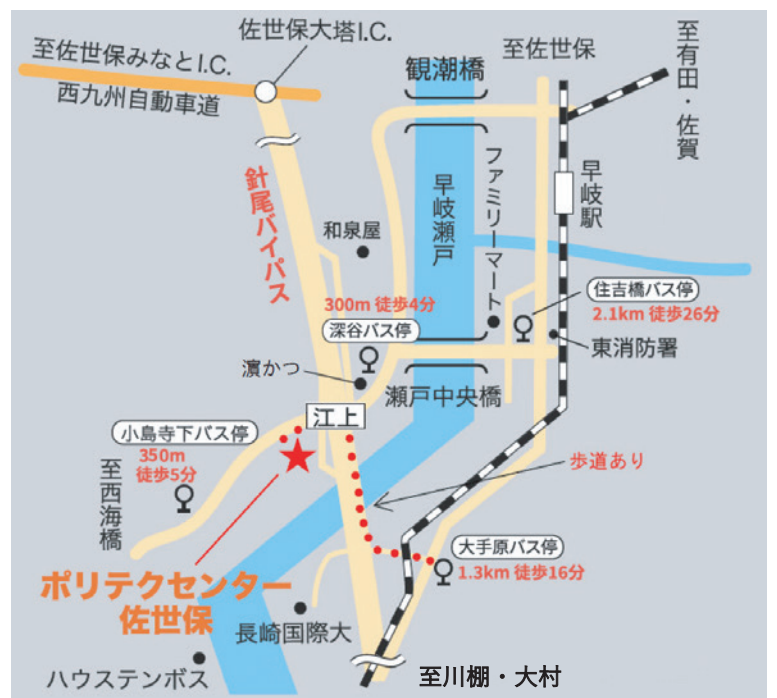 佐世保大塔I.C.
至佐世保みなとI.C.
西九州自動車道
観潮橋
至佐世保
至有田・佐賀
針尾バイパス
早岐瀬戸
ファミリーマート
早岐駅
和泉屋
300m 徒歩4分
深谷バス停
住吉橋バス停
2.1km 徒歩26分
東消防署
濵かつ
瀬戸中央橋
江上
小島寺下バス停
350m
徒歩5分
至西海橋
歩道あり
大手原バス停
1.3km 徒歩16分
ポリテクセンター
佐世保
長崎国際大
ハウステンボス
至川棚・大村